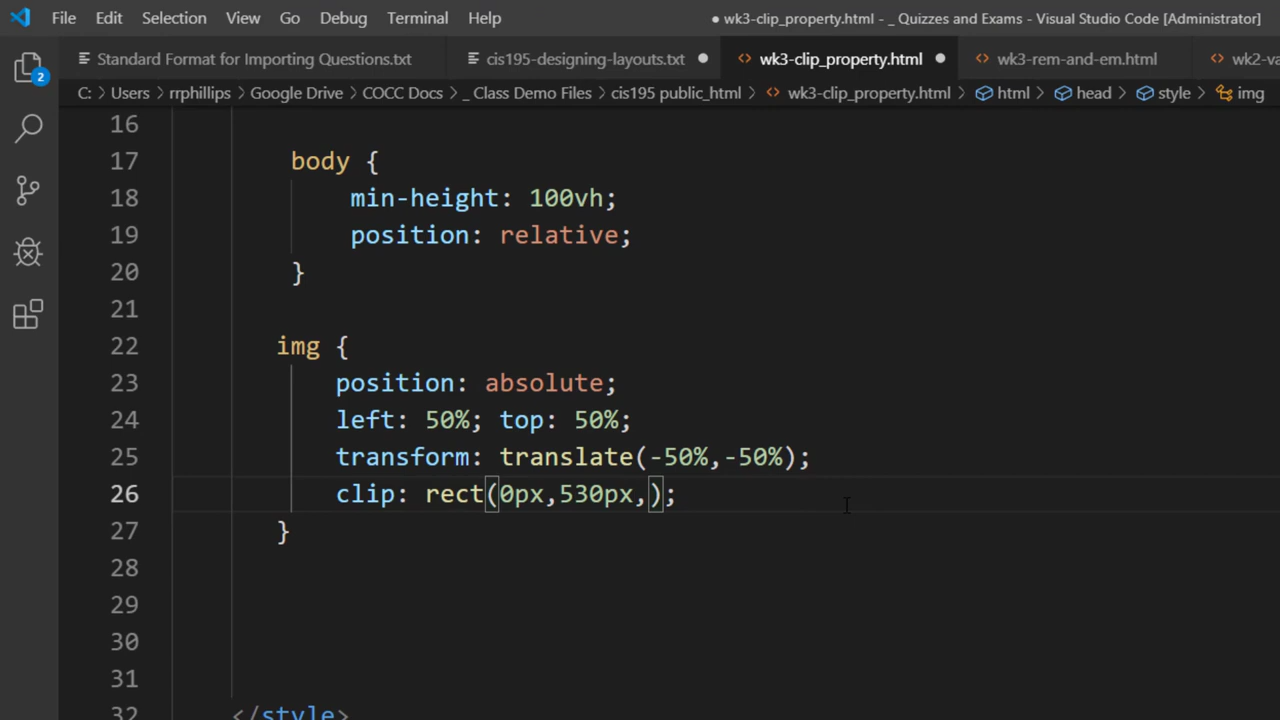 File Edit Selection View Go Debug Terminal Help ● wk3-clip_property.html - _ Quizzes and Exams - Visual Studio Code [Administrator]
Standard Format for Importing Questions.txt cis195-designing-layouts.txt ● <> wk3-clip_property.html ● <> wk3-rem-and-em.html <> wk2-va
2 C: > Users > rrphillips > Google Drive > COCC Docs > _ Class Demo Files > cis195 public_html > <> wk3-clip_property.html > html > head > style > img
16
17 body {
18 min-height: 100vh;
19 position: relative;
20 }
21
22 img {
23 position: absolute;
24 left: 50%; top: 50%;
25 transform: translate(-50%,-50%);
26 clip: rect(0px,530px,);
27 }
28
29
30
31
32 </style>